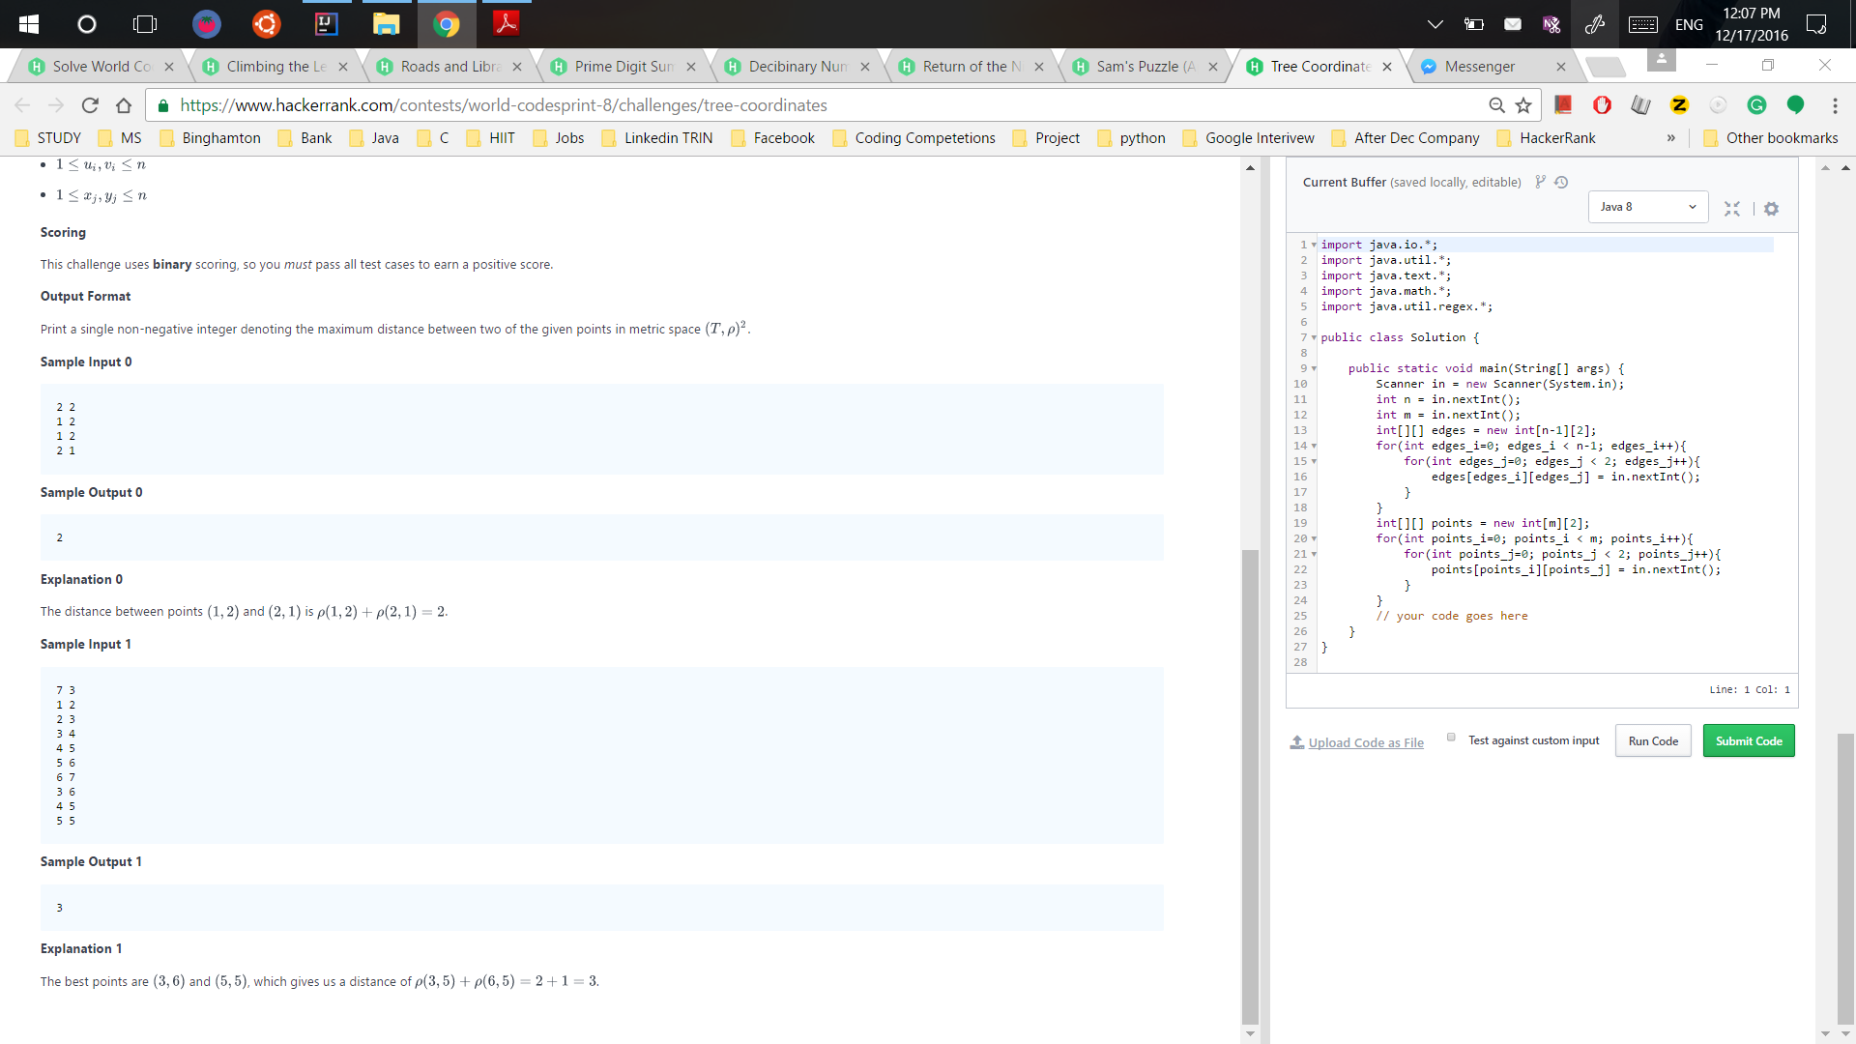 ENG
12:07 PM
12/17/2016
Solve World Co
Climbing the Le
Roads and Libra
Prime Digit Sum
Decibinary Num
Return of the N
Sam's Puzzle (A
Tree Coordinate
Messenger
https://www.hackerrank.com/contests/world-codesprint-8/challenges/tree-coordinates
STUDY
MS
Binghamton
Bank
Java
C
HIIT
Jobs
Linkedin TRIN
Facebook
Coding Competetions
Project
python
Google Interivew
After Dec Company
HackerRank
»
Other bookmarks
• 1 ≤ uᵢ, vᵢ ≤ n
• 1 ≤ xⱼ, yⱼ ≤ n
Scoring
This challenge uses binary scoring, so you must pass all test cases to earn a positive score.
Output Format
Print a single non-negative integer denoting the maximum distance between two of the given points in metric space (T, ρ)².
Sample Input 0
2 2
1 2
1 2
2 1
Sample Output 0
2
Explanation 0
The distance between points (1, 2) and (2, 1) is ρ(1, 2) + ρ(2, 1) = 2.
Sample Input 1
7 3
1 2
2 3
3 4
4 5
5 6
6 7
3 6
4 5
5 5
Sample Output 1
3
Explanation 1
The best points are (3, 6) and (5, 5), which gives us a distance of ρ(3, 5) + ρ(6, 5) = 2 + 1 = 3.
Current Buffer (saved locally, editable)
Java 8
1 import java.io.*;
2 import java.util.*;
3 import java.text.*;
4 import java.math.*;
5 import java.util.regex.*;
6
7 public class Solution {
8
9     public static void main(String[] args) {
10         Scanner in = new Scanner(System.in);
11         int n = in.nextInt();
12         int m = in.nextInt();
13         int[][] edges = new int[n-1][2];
14         for(int edges_i=0; edges_i < n-1; edges_i++){
15             for(int edges_j=0; edges_j < 2; edges_j++){
16                 edges[edges_i][edges_j] = in.nextInt();
17             }
18         }
19         int[][] points = new int[m][2];
20         for(int points_i=0; points_i < m; points_i++){
21             for(int points_j=0; points_j < 2; points_j++){
22                 points[points_i][points_j] = in.nextInt();
23             }
24         }
25         // your code goes here
26     }
27 }
28
Line: 1 Col: 1
Upload Code as File
Test against custom input
Run Code
Submit Code